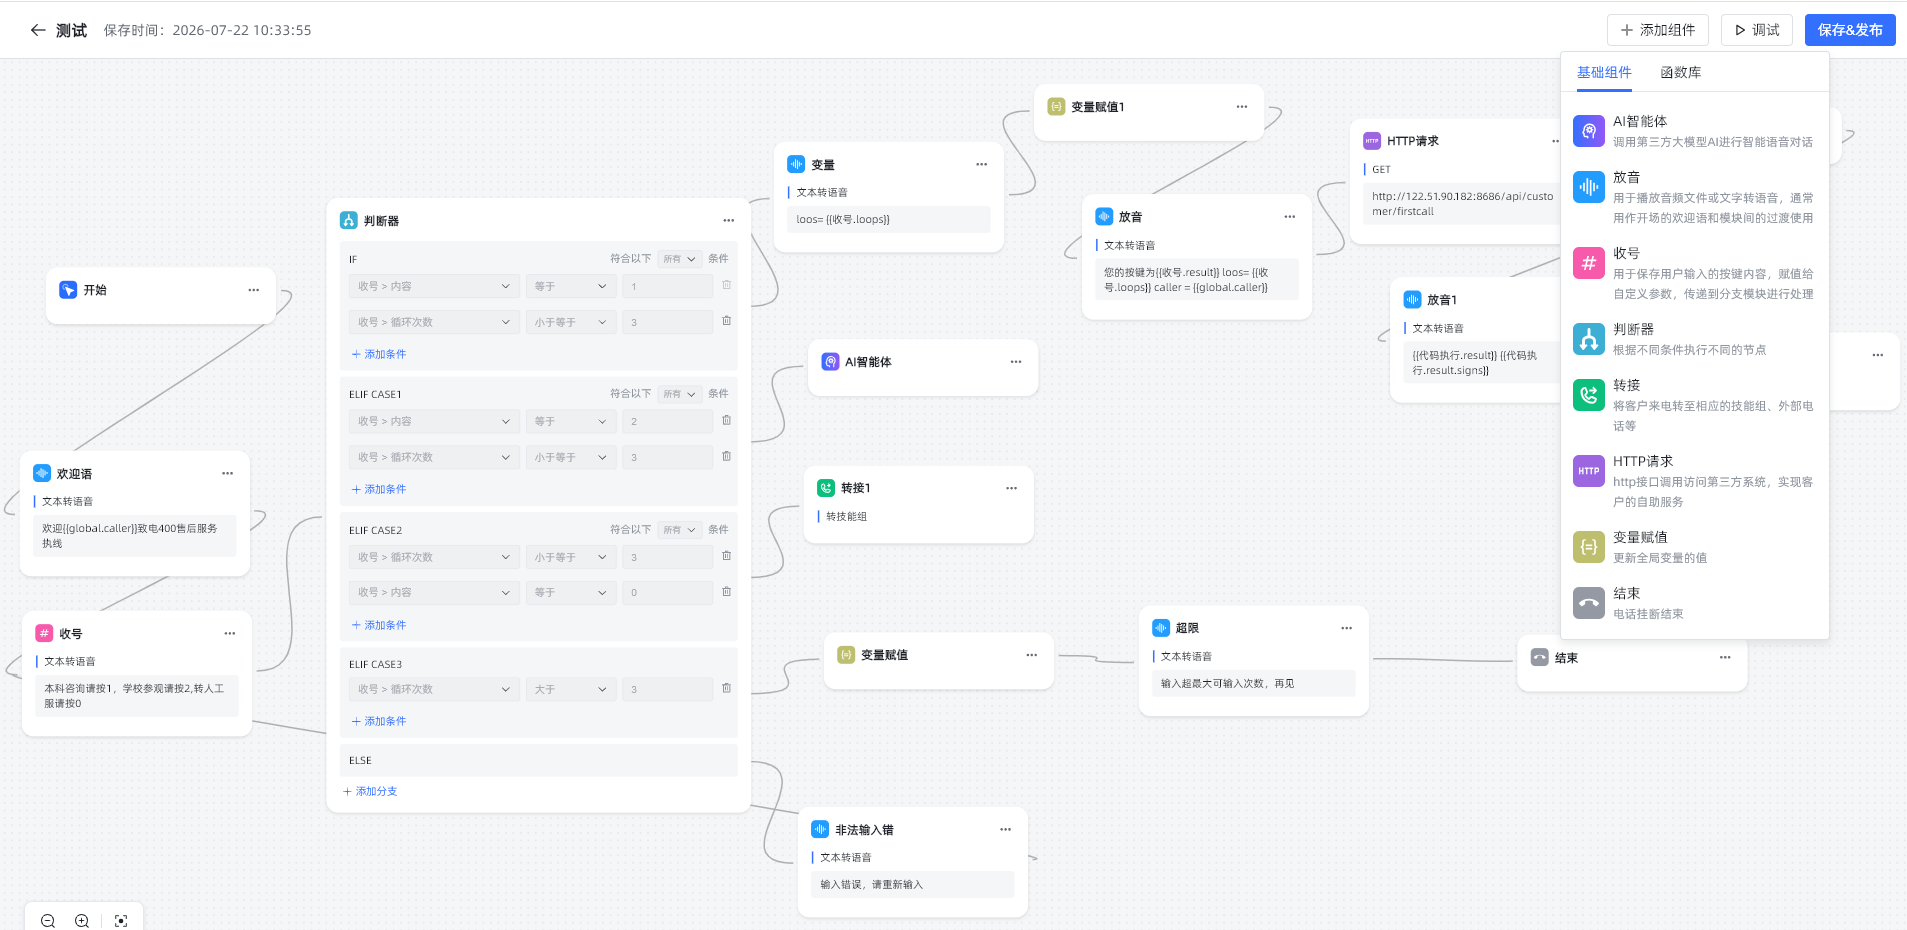 测试
保存时间：2026-07-22 10:33:55
添加组件
调试
保存&发布
基础组件
函数库
AI智能体
调用第三方大模型AI进行智能语音对话
放音
用于播放音频文件或文字转语音，通常
用作开场的欢迎语和模块间的过渡使用
收号
用于保存用户输入的按键内容，赋值给
自定义参数，传递到分支模块进行处理
判断器
根据不同条件执行不同的节点
转接
将客户来电转至相应的技能组、外部电
话等
HTTP
HTTP请求
http接口调用访问第三方系统，实现客
户的自助服务
变量赋值
更新全局变量的值
结束
电话挂断结束
开始
欢迎语
文本转语音
欢迎{{global.caller}}致电400售后服务
执线
收号
文本转语音
本科咨询请按1，学校参观请按2,转人工
服请按0
判断器
IF
符合以下 所有 条件
收号 > 内容 等于 1
收号 > 循环次数 小于等于 3
添加条件
ELIF CASE1
符合以下 所有 条件
收号 > 内容 等于 2
收号 > 循环次数 小于等于 3
添加条件
ELIF CASE2
符合以下 所有 条件
收号 > 循环次数 小于等于 3
收号 > 内容 等于 0
添加条件
ELIF CASE3
收号 > 循环次数 大于 3
添加条件
ELSE
添加分支
变量
文本转语音
loos= {{收号.loops}}
变量赋值1
AI智能体
转接1
转技能组
变量赋值
非法输入错
文本转语音
输入错误，请重新输入
放音
文本转语音
您的按键为{{收号.result}} loos= {{收
号.loops}} caller = {{global.caller}}
HTTP
HTTP请求
GET
http://122.51.90.182:8686/api/custo
mer/firstcall
放音1
文本转语音
{{代码执行.result}} {{代码执
行.result.signs}}
超限
文本转语音
输入超最大可输入次数，再见
结束